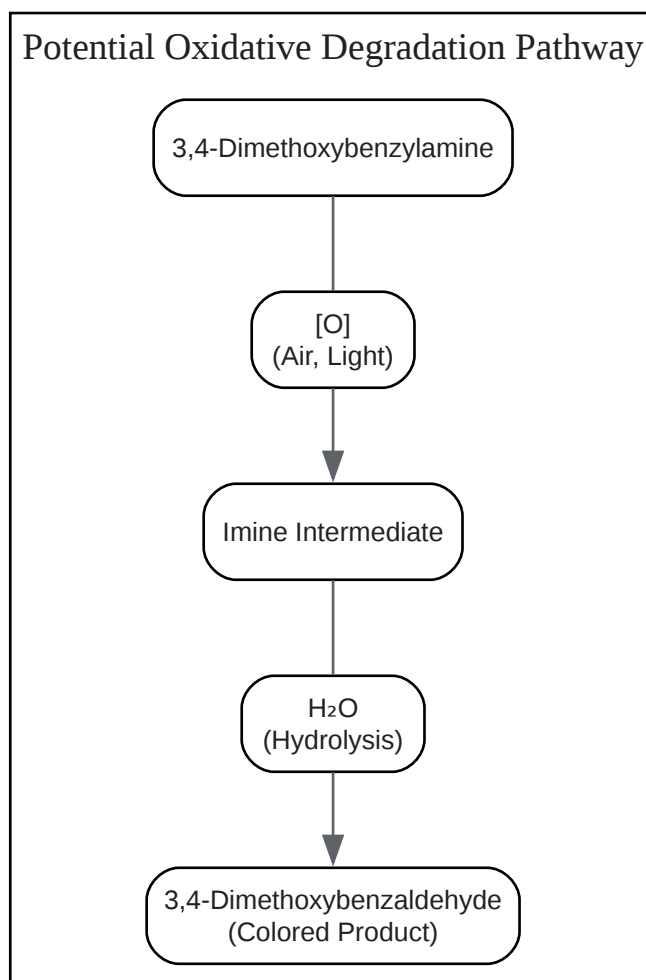 Potential Oxidative Degradation Pathway
3,4-Dimethoxybenzylamine
[O]
(Air, Light)
Imine Intermediate
H₂O
(Hydrolysis)
3,4-Dimethoxybenzaldehyde
(Colored Product)